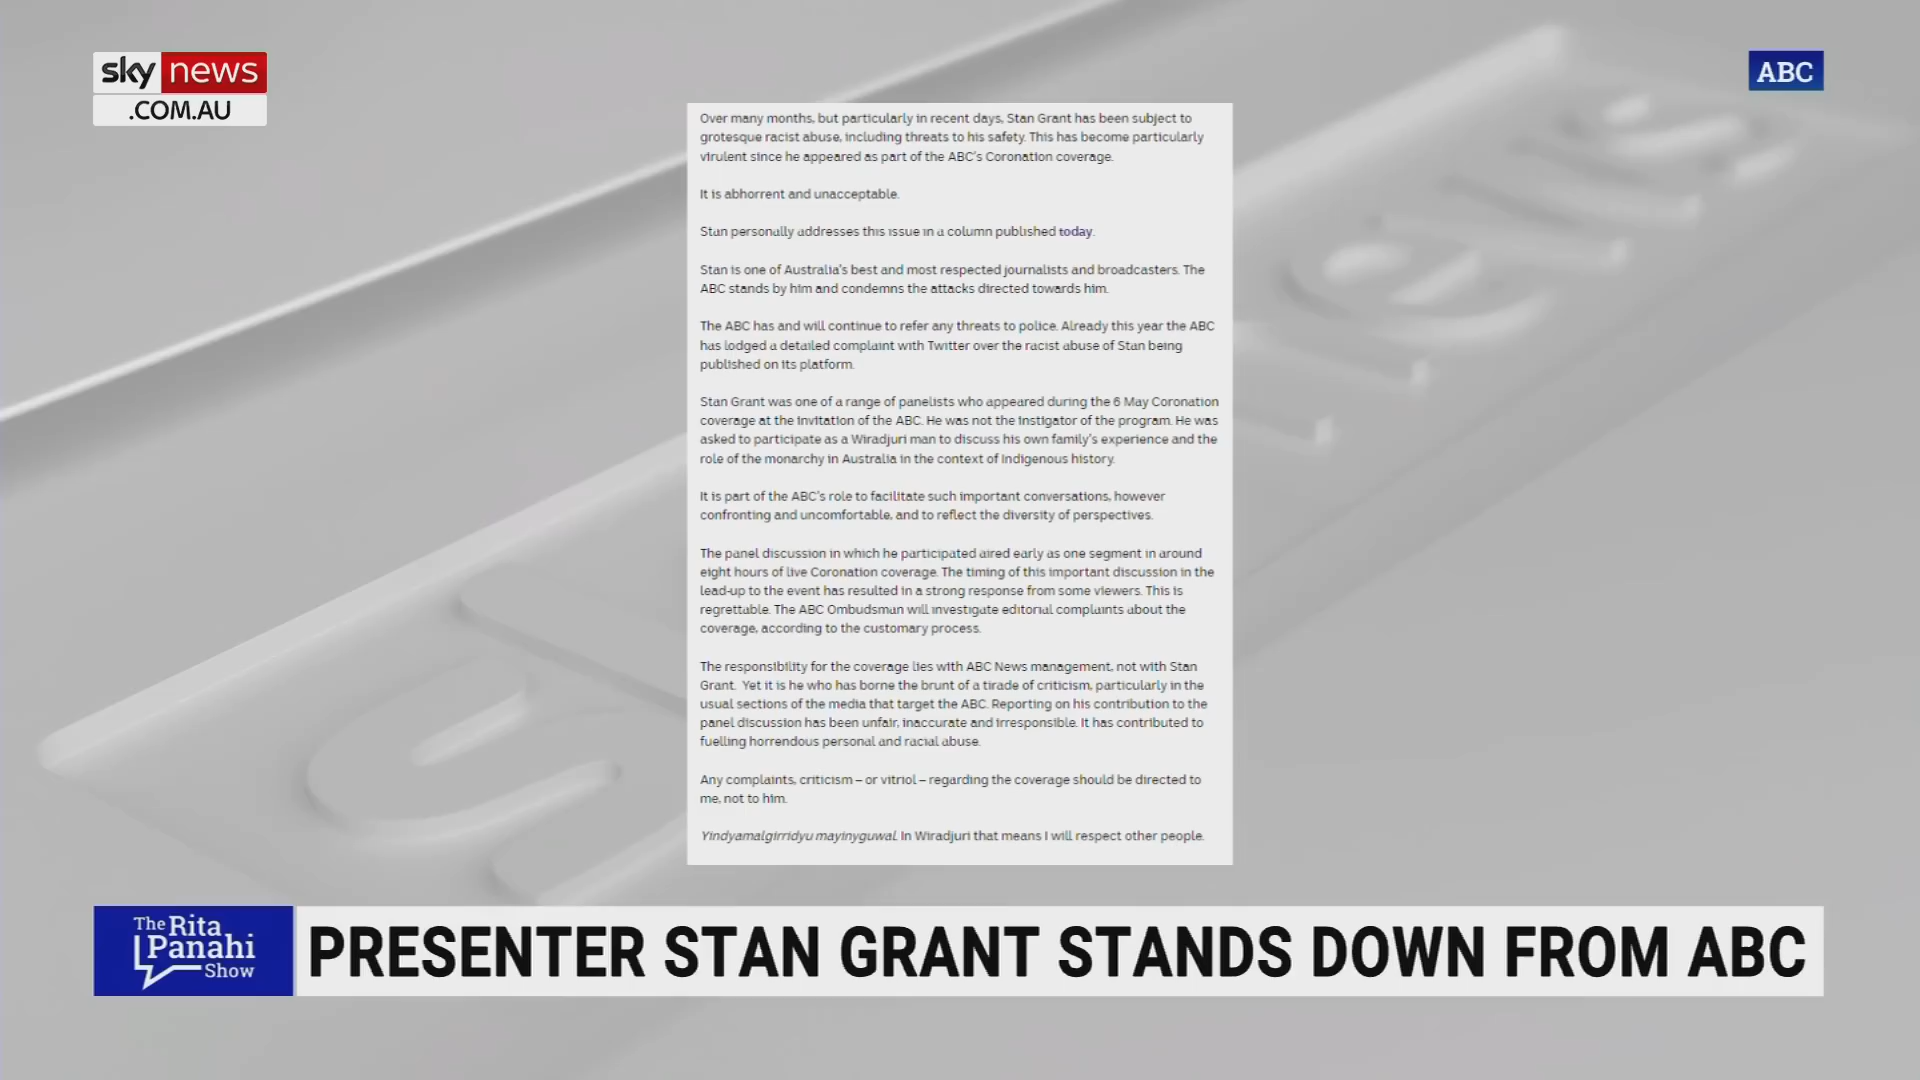 sky news
.COM.AU
ABC
Over many months, but particularly in recent days, Stan Grant has been subject to
grotesque racist abuse, including threats to his safety. This has become particularly
virulent since he appeared as part of the ABC's Coronation coverage.
It is abhorrent and unacceptable.
Stan personally addresses this issue in a column published today.
Stan is one of Australia's best and most respected journalists and broadcasters. The
ABC stands by him and condemns the attacks directed towards him.
The ABC has and will continue to refer any threats to police. Already this year the ABC
has lodged a detailed complaint with Twitter over the racist abuse of Stan being
published on its platform.
Stan Grant was one of a range of panelists who appeared during the 6 May Coronation
coverage at the invitation of the ABC. He was not the instigator of the program. He was
asked to participate as a Wiradjuri man to discuss his own family's experience and the
role of the monarchy in Australia in the context of Indigenous history.
It is part of the ABC's role to facilitate such important conversations, however
confronting and uncomfortable, and to reflect the diversity of perspectives.
The panel discussion in which he participated aired early as one segment in around
eight hours of live Coronation coverage. The timing of this important discussion in the
lead-up to the event has resulted in a strong response from some viewers. This is
regrettable. The ABC Ombudsman will investigate editorial complaints about the
coverage, according to the customary process.
The responsibility for the coverage lies with ABC News management, not with Stan
Grant. Yet it is he who has borne the brunt of a tirade of criticism, particularly in the
usual sections of the media that target the ABC. Reporting on his contribution to the
panel discussion has been unfair, inaccurate and irresponsible. It has contributed to
fuelling horrendous personal and racial abuse.
Any complaints, criticism – or vitriol – regarding the coverage should be directed to
me, not to him.
Yindyamalgirridyu mayinyguwal. In Wiradjuri that means I will respect other people.
The Rita
Panahi
Show
PRESENTER STAN GRANT STANDS DOWN FROM ABC